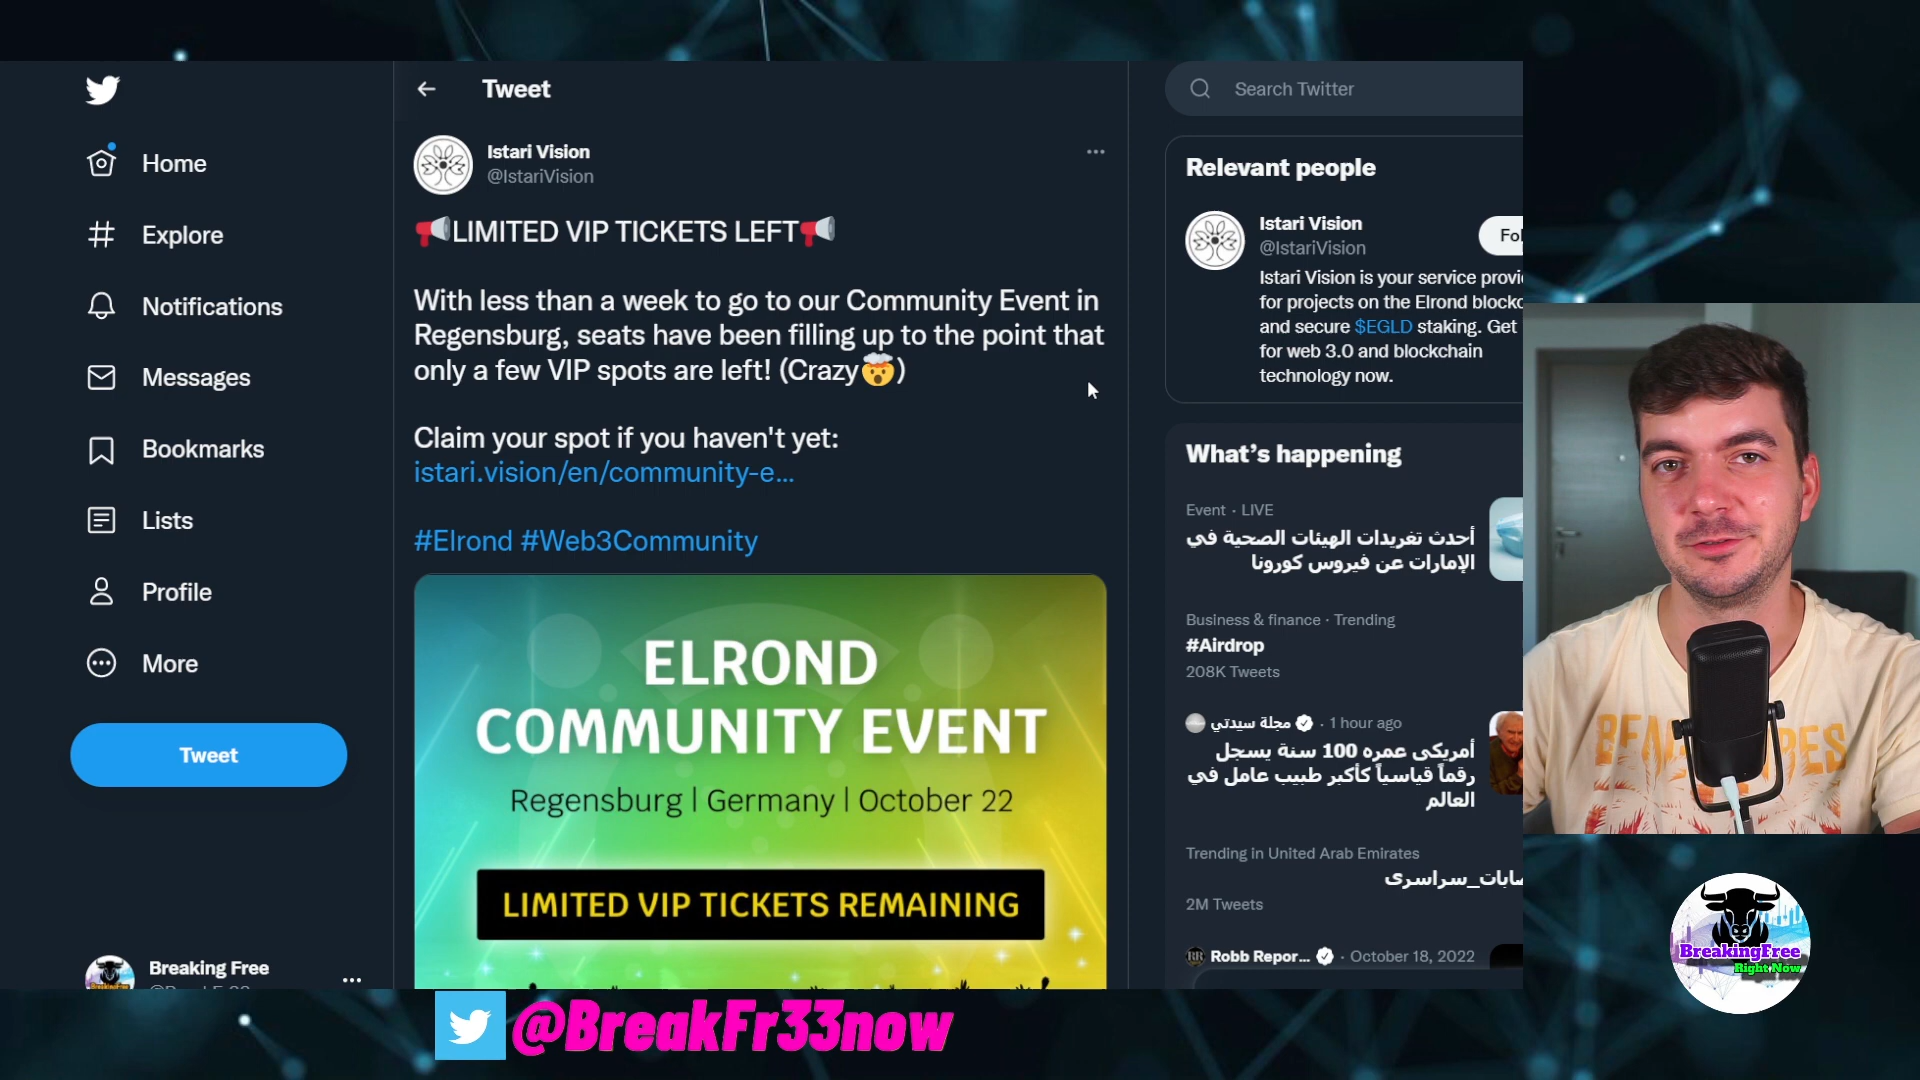 Home
Explore
Notifications
Messages
Bookmarks
Lists
Profile
More
Tweet
Breaking Free
Tweet
Istari Vision
@IstariVision
📢LIMITED VIP TICKETS LEFT📢
With less than a week to go to our Community Event in
Regensburg, seats have been filling up to the point that
only a few VIP spots are left! (Crazy🤯)
Claim your spot if you haven't yet:
istari.vision/en/community-e...
#Elrond #Web3Community
ELROND
COMMUNITY EVENT
Regensburg | Germany | October 22
LIMITED VIP TICKETS REMAINING
Search Twitter
Relevant people
Istari Vision
@IstariVision
Fol
Istari Vision is your service provi
for projects on the Elrond blockc
and secure $EGLD staking. Get
for web 3.0 and blockchain
technology now.
What's happening
Event · LIVE
أحدث تغريدات الهيئات الصحية في
الإمارات عن فيروس كورونا
Business & finance · Trending
#Airdrop
208K Tweets
مجلة سيدتي · 1 hour ago
أمريكي عمره 100 سنة يسجل
رقماً قياسياً كأكبر طبيب عامل في
العالم
Trending in United Arab Emirates
2M Tweets
RR Robb Repor... · October 18, 2022
BreakingFree
Right Now
@BreakFr33now